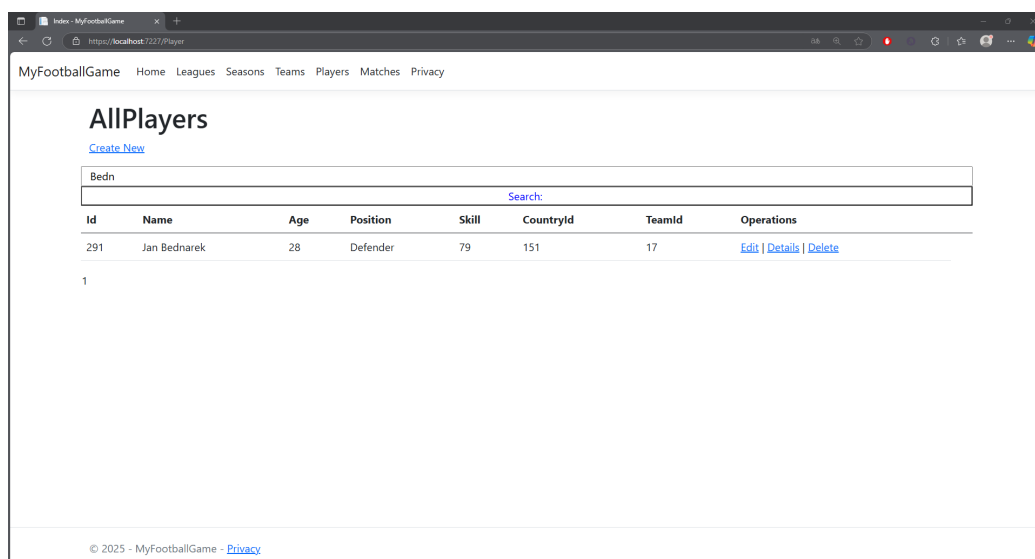 Index - MyFootballGame
https://localhost:7227/Player
MyFootballGame Home Leagues Seasons Teams Players Matches Privacy
AllPlayers
Create New
Bedn
Search:
Id Name Age Position Skill CountryId TeamId Operations
291 Jan Bednarek 28 Defender 79 151 17 Edit | Details | Delete
1
© 2025 - MyFootballGame - Privacy